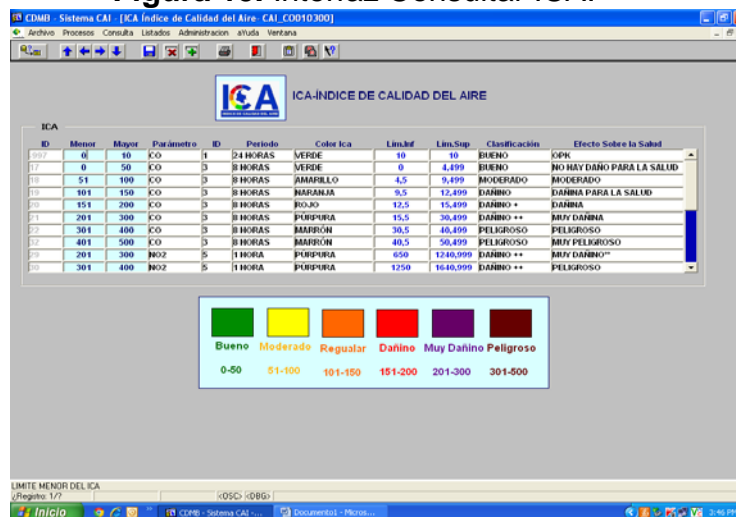 CDMB - Sistema CAI - [ICA Índice de Calidad del Aire- CAI_CO010300]
Archivo Procesos Consulta Listados Administracion aYuda Ventana
ICA ICA-ÍNDICE DE CALIDAD DEL AIRE
ICA
ID Menor Mayor Parámetro ID Periodo Color Ica Lím.Inf Lím.Sup Clasificación Efecto Sobre la Salud
997 0 10 CO 1 24 HORAS VERDE 10 10 BUENO OPK
17 0 50 CO 3 8 HORAS VERDE 0 4,499 BUENO NO HAY DAÑO PARA LA SALUD
18 51 100 CO 3 8 HORAS AMARILLO 4,5 9,499 MODERADO MODERADO
19 101 150 CO 3 8 HORAS NARANJA 9,5 12,499 DAÑINO DAÑINA PARA LA SALUD
20 151 200 CO 3 8 HORAS ROJO 12,5 15,499 DAÑINO + DAÑINA
21 201 300 CO 3 8 HORAS PÚRPURA 15,5 30,499 DAÑINO ++ MUY DAÑINA
22 301 400 CO 3 8 HORAS MARRÓN 30,5 40,499 PELIGROSO PELIGROSO
32 401 500 CO 3 8 HORAS MARRÓN 40,5 50,499 PELIGROSO MUY PELIGROSO
29 201 300 NO2 5 1 HORA PÚRPURA 650 1240,999 DAÑINO ++ MUY DAÑINO"
30 301 400 NO2 5 1 HORA PÚRPURA 1250 1640,999 DAÑINO ++ PELIGROSO
Bueno Moderado Regualar Dañino Muy Dañino Peligroso
0-50 51-100 101-150 151-200 201-300 301-500
LIMITE MENOR DEL ICA
¿Registro: 1/? <OSC> <DBG>
Inicio CDMB - Sistema CAI -... Documento1 - Micros... 2:46 PM